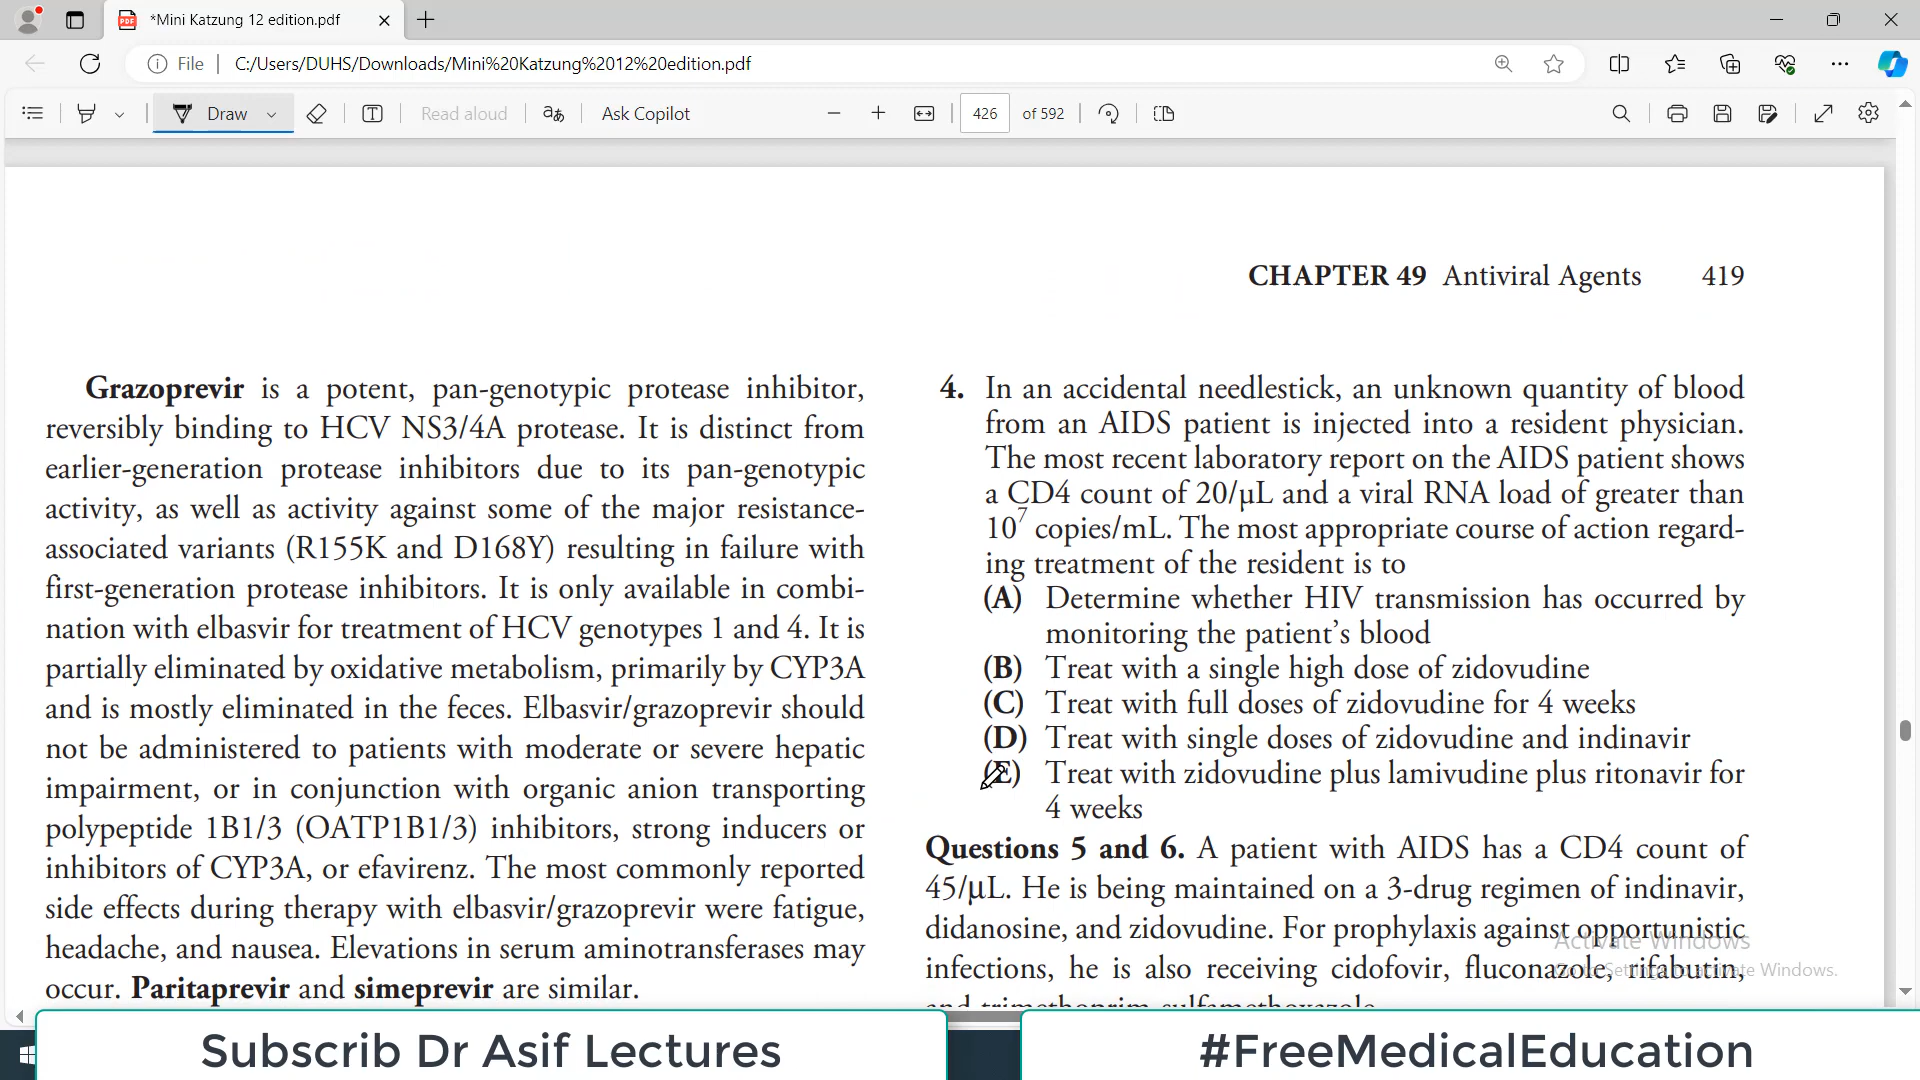 *Mini Katzung 12 edition.pdf
File
C:/Users/DUHS/Downloads/Mini%20Katzung%2012%20edition.pdf
Draw
Read aloud
Ask Copilot
426
of 592
CHAPTER 49 Antiviral Agents 419
Grazoprevir is a potent, pan-genotypic protease inhibitor,
reversibly binding to HCV NS3/4A protease. It is distinct from
earlier-generation protease inhibitors due to its pan-genotypic
activity, as well as activity against some of the major resistance-
associated variants (R155K and D168Y) resulting in failure with
first-generation protease inhibitors. It is only available in combi-
nation with elbasvir for treatment of HCV genotypes 1 and 4. It is
partially eliminated by oxidative metabolism, primarily by CYP3A
and is mostly eliminated in the feces. Elbasvir/grazoprevir should
not be administered to patients with moderate or severe hepatic
impairment, or in conjunction with organic anion transporting
polypeptide 1B1/3 (OATP1B1/3) inhibitors, strong inducers or
inhibitors of CYP3A, or efavirenz. The most commonly reported
side effects during therapy with elbasvir/grazoprevir were fatigue,
headache, and nausea. Elevations in serum aminotransferases may
occur. Paritaprevir and simeprevir are similar.
4. In an accidental needlestick, an unknown quantity of blood
from an AIDS patient is injected into a resident physician.
The most recent laboratory report on the AIDS patient shows
a CD4 count of 20/μL and a viral RNA load of greater than
10⁷ copies/mL. The most appropriate course of action regard-
ing treatment of the resident is to
(A) Determine whether HIV transmission has occurred by
monitoring the patient's blood
(B) Treat with a single high dose of zidovudine
(C) Treat with full doses of zidovudine for 4 weeks
(D) Treat with single doses of zidovudine and indinavir
(E) Treat with zidovudine plus lamivudine plus ritonavir for
4 weeks
Questions 5 and 6. A patient with AIDS has a CD4 count of
45/μL. He is being maintained on a 3-drug regimen of indinavir,
didanosine, and zidovudine. For prophylaxis against opportunistic
infections, he is also receiving cidofovir, fluconazole, rifabutin,
and trimethoprim-sulfamethoxazole.
Activate Windows
Go to Settings to activate Windows.
Subscrib Dr Asif Lectures
#FreeMedicalEducation